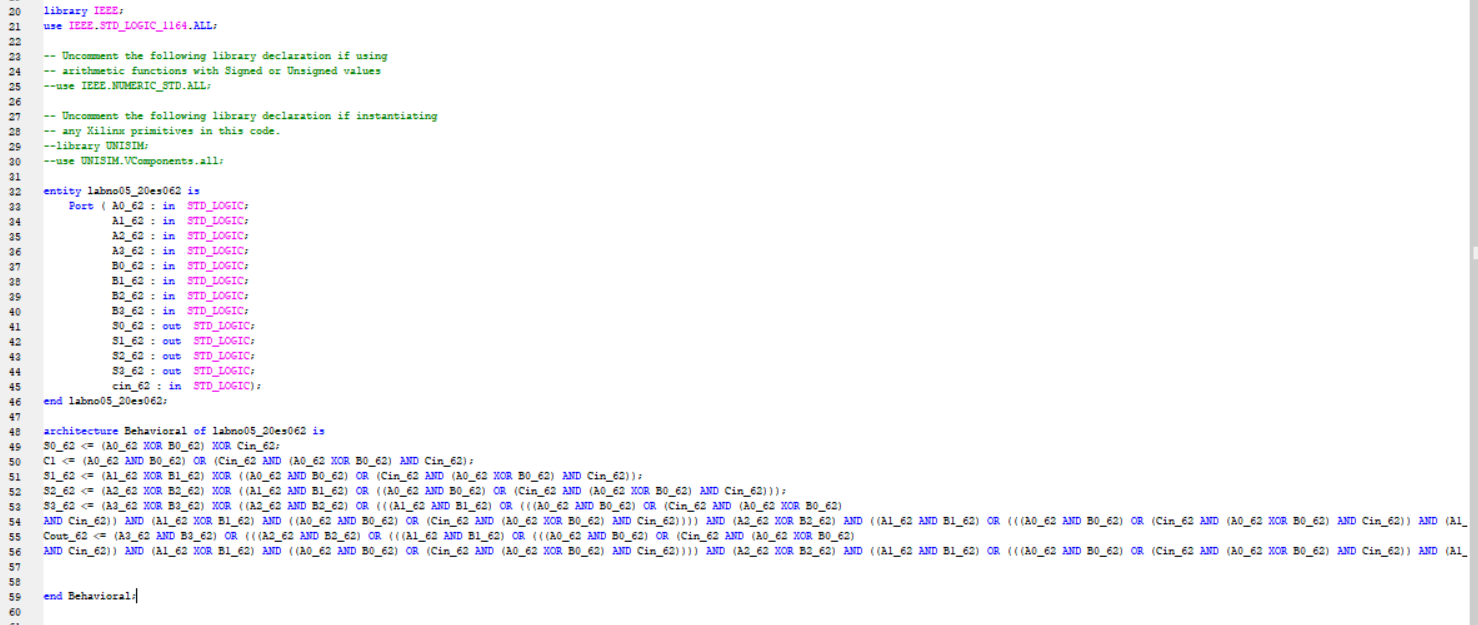 20 library IEEE;
21 use IEEE.STD_LOGIC_1164.ALL;
22
23 -- Uncomment the following library declaration if using
24 -- arithmetic functions with Signed or Unsigned values
25 --use IEEE.NUMERIC_STD.ALL;
26
27 -- Uncomment the following library declaration if instantiating
28 -- any Xilinx primitives in this code.
29 --library UNISIM;
30 --use UNISIM.VComponents.all;
31
32 entity labno05_20es062 is
33 Port ( A0_62 : in STD_LOGIC;
34 A1_62 : in STD_LOGIC;
35 A2_62 : in STD_LOGIC;
36 A3_62 : in STD_LOGIC;
37 B0_62 : in STD_LOGIC;
38 B1_62 : in STD_LOGIC;
39 B2_62 : in STD_LOGIC;
40 B3_62 : in STD_LOGIC;
41 S0_62 : out STD_LOGIC;
42 S1_62 : out STD_LOGIC;
43 S2_62 : out STD_LOGIC;
44 S3_62 : out STD_LOGIC;
45 cin_62 : in STD_LOGIC);
46 end labno05_20es062;
47
48 architecture Behavioral of labno05_20es062 is
49 S0_62 <= (A0_62 XOR B0_62) XOR Cin_62;
50 C1 <= (A0_62 AND B0_62) OR (Cin_62 AND (A0_62 XOR B0_62) AND Cin_62);
51 S1_62 <= (A1_62 XOR B1_62) XOR ((A0_62 AND B0_62) OR (Cin_62 AND (A0_62 XOR B0_62) AND Cin_62));
52 S2_62 <= (A2_62 XOR B2_62) XOR ((A1_62 AND B1_62) OR ((A0_62 AND B0_62) OR (Cin_62 AND (A0_62 XOR B0_62) AND Cin_62)));
53 S3_62 <= (A3_62 XOR B3_62) XOR ((A2_62 AND B2_62) OR (((A1_62 AND B1_62) OR (((A0_62 AND B0_62) OR (Cin_62 AND (A0_62 XOR B0_62)
54 AND Cin_62)) AND (A1_62 XOR B1_62) AND ((A0_62 AND B0_62) OR (Cin_62 AND (A0_62 XOR B0_62) AND Cin_62)))) AND (A2_62 XOR B2_62) AND ((A1_62 AND B1_62) OR (((A0_62 AND B0_62) OR (Cin_62 AND (A0_62 XOR B0_62) AND Cin_62)) AND (A1_
55 Cout_62 <= (A3_62 AND B3_62) OR (((A2_62 AND B2_62) OR (((A1_62 AND B1_62) OR (((A0_62 AND B0_62) OR (Cin_62 AND (A0_62 XOR B0_62)
56 AND Cin_62)) AND (A1_62 XOR B1_62) AND ((A0_62 AND B0_62) OR (Cin_62 AND (A0_62 XOR B0_62) AND Cin_62)))) AND (A2_62 XOR B2_62) AND ((A1_62 AND B1_62) OR (((A0_62 AND B0_62) OR (Cin_62 AND (A0_62 XOR B0_62) AND Cin_62)) AND (A1_
57
58
59 end Behavioral;
60